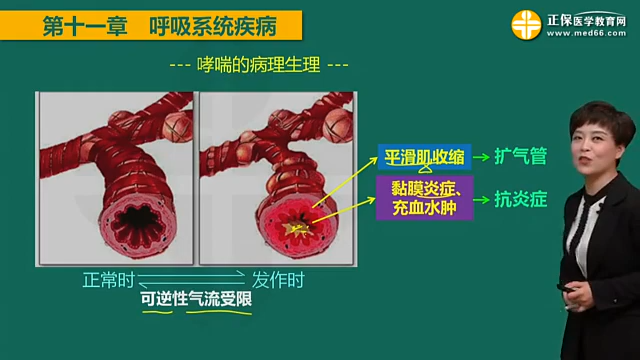 第十一章 呼吸系统疾病
正保医学教育网
www.med66.com
--- 哮喘的病理生理 ---
平滑肌收缩
扩气管
黏膜炎症、
充血水肿
抗炎症
正常时
发作时
可逆性气流受限